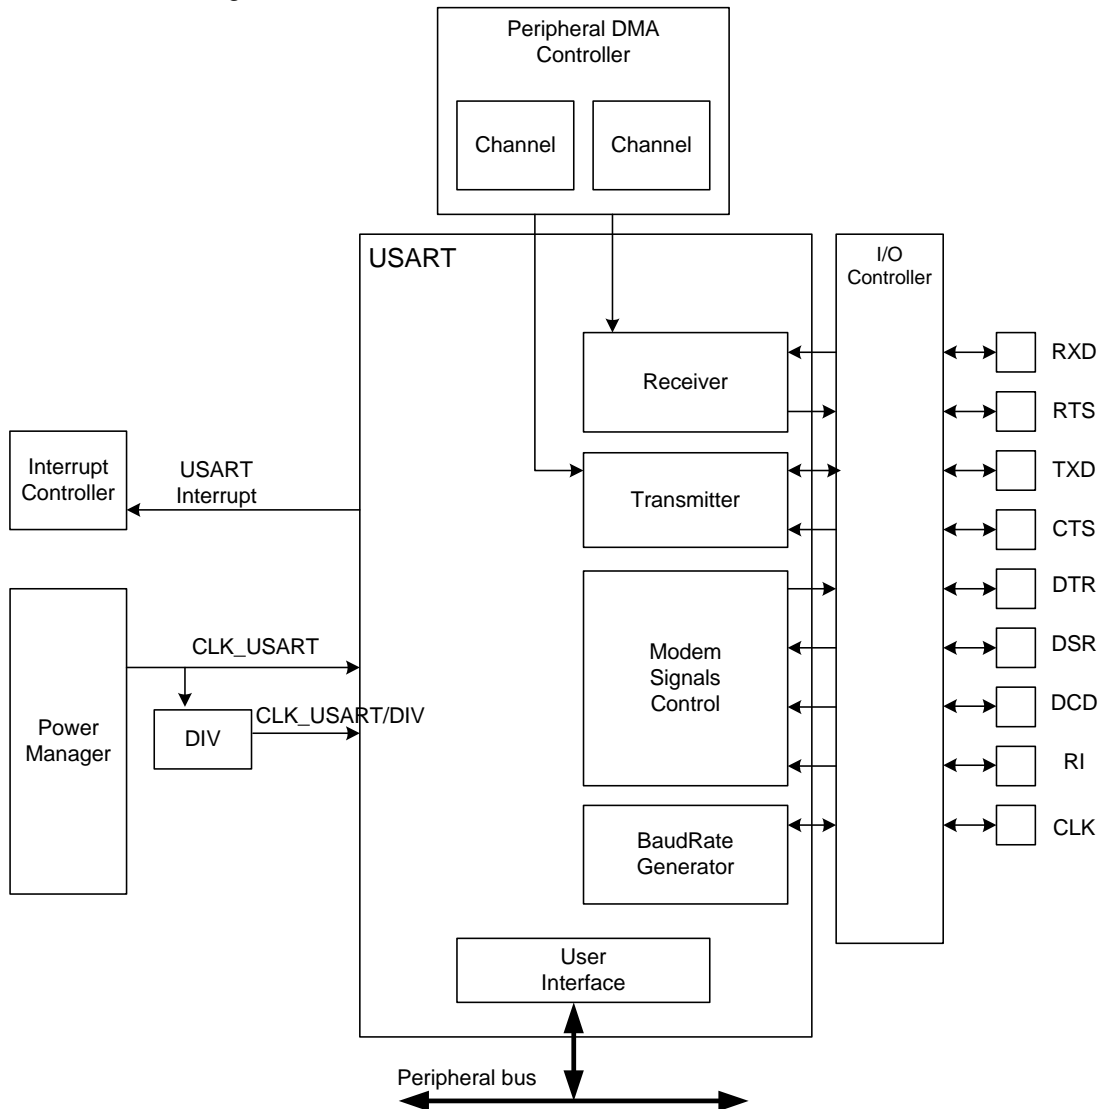 Peripheral DMA
Controller
Channel
Channel
USART
I/O
Controller
Receiver
RXD
RTS
Interrupt
Controller
USART
Interrupt
Transmitter
TXD
CTS
Power
Manager
CLK_USART
DIV
CLK_USART/DIV
Modem
Signals
Control
DTR
DSR
DCD
RI
BaudRate
Generator
CLK
User
Interface
Peripheral bus